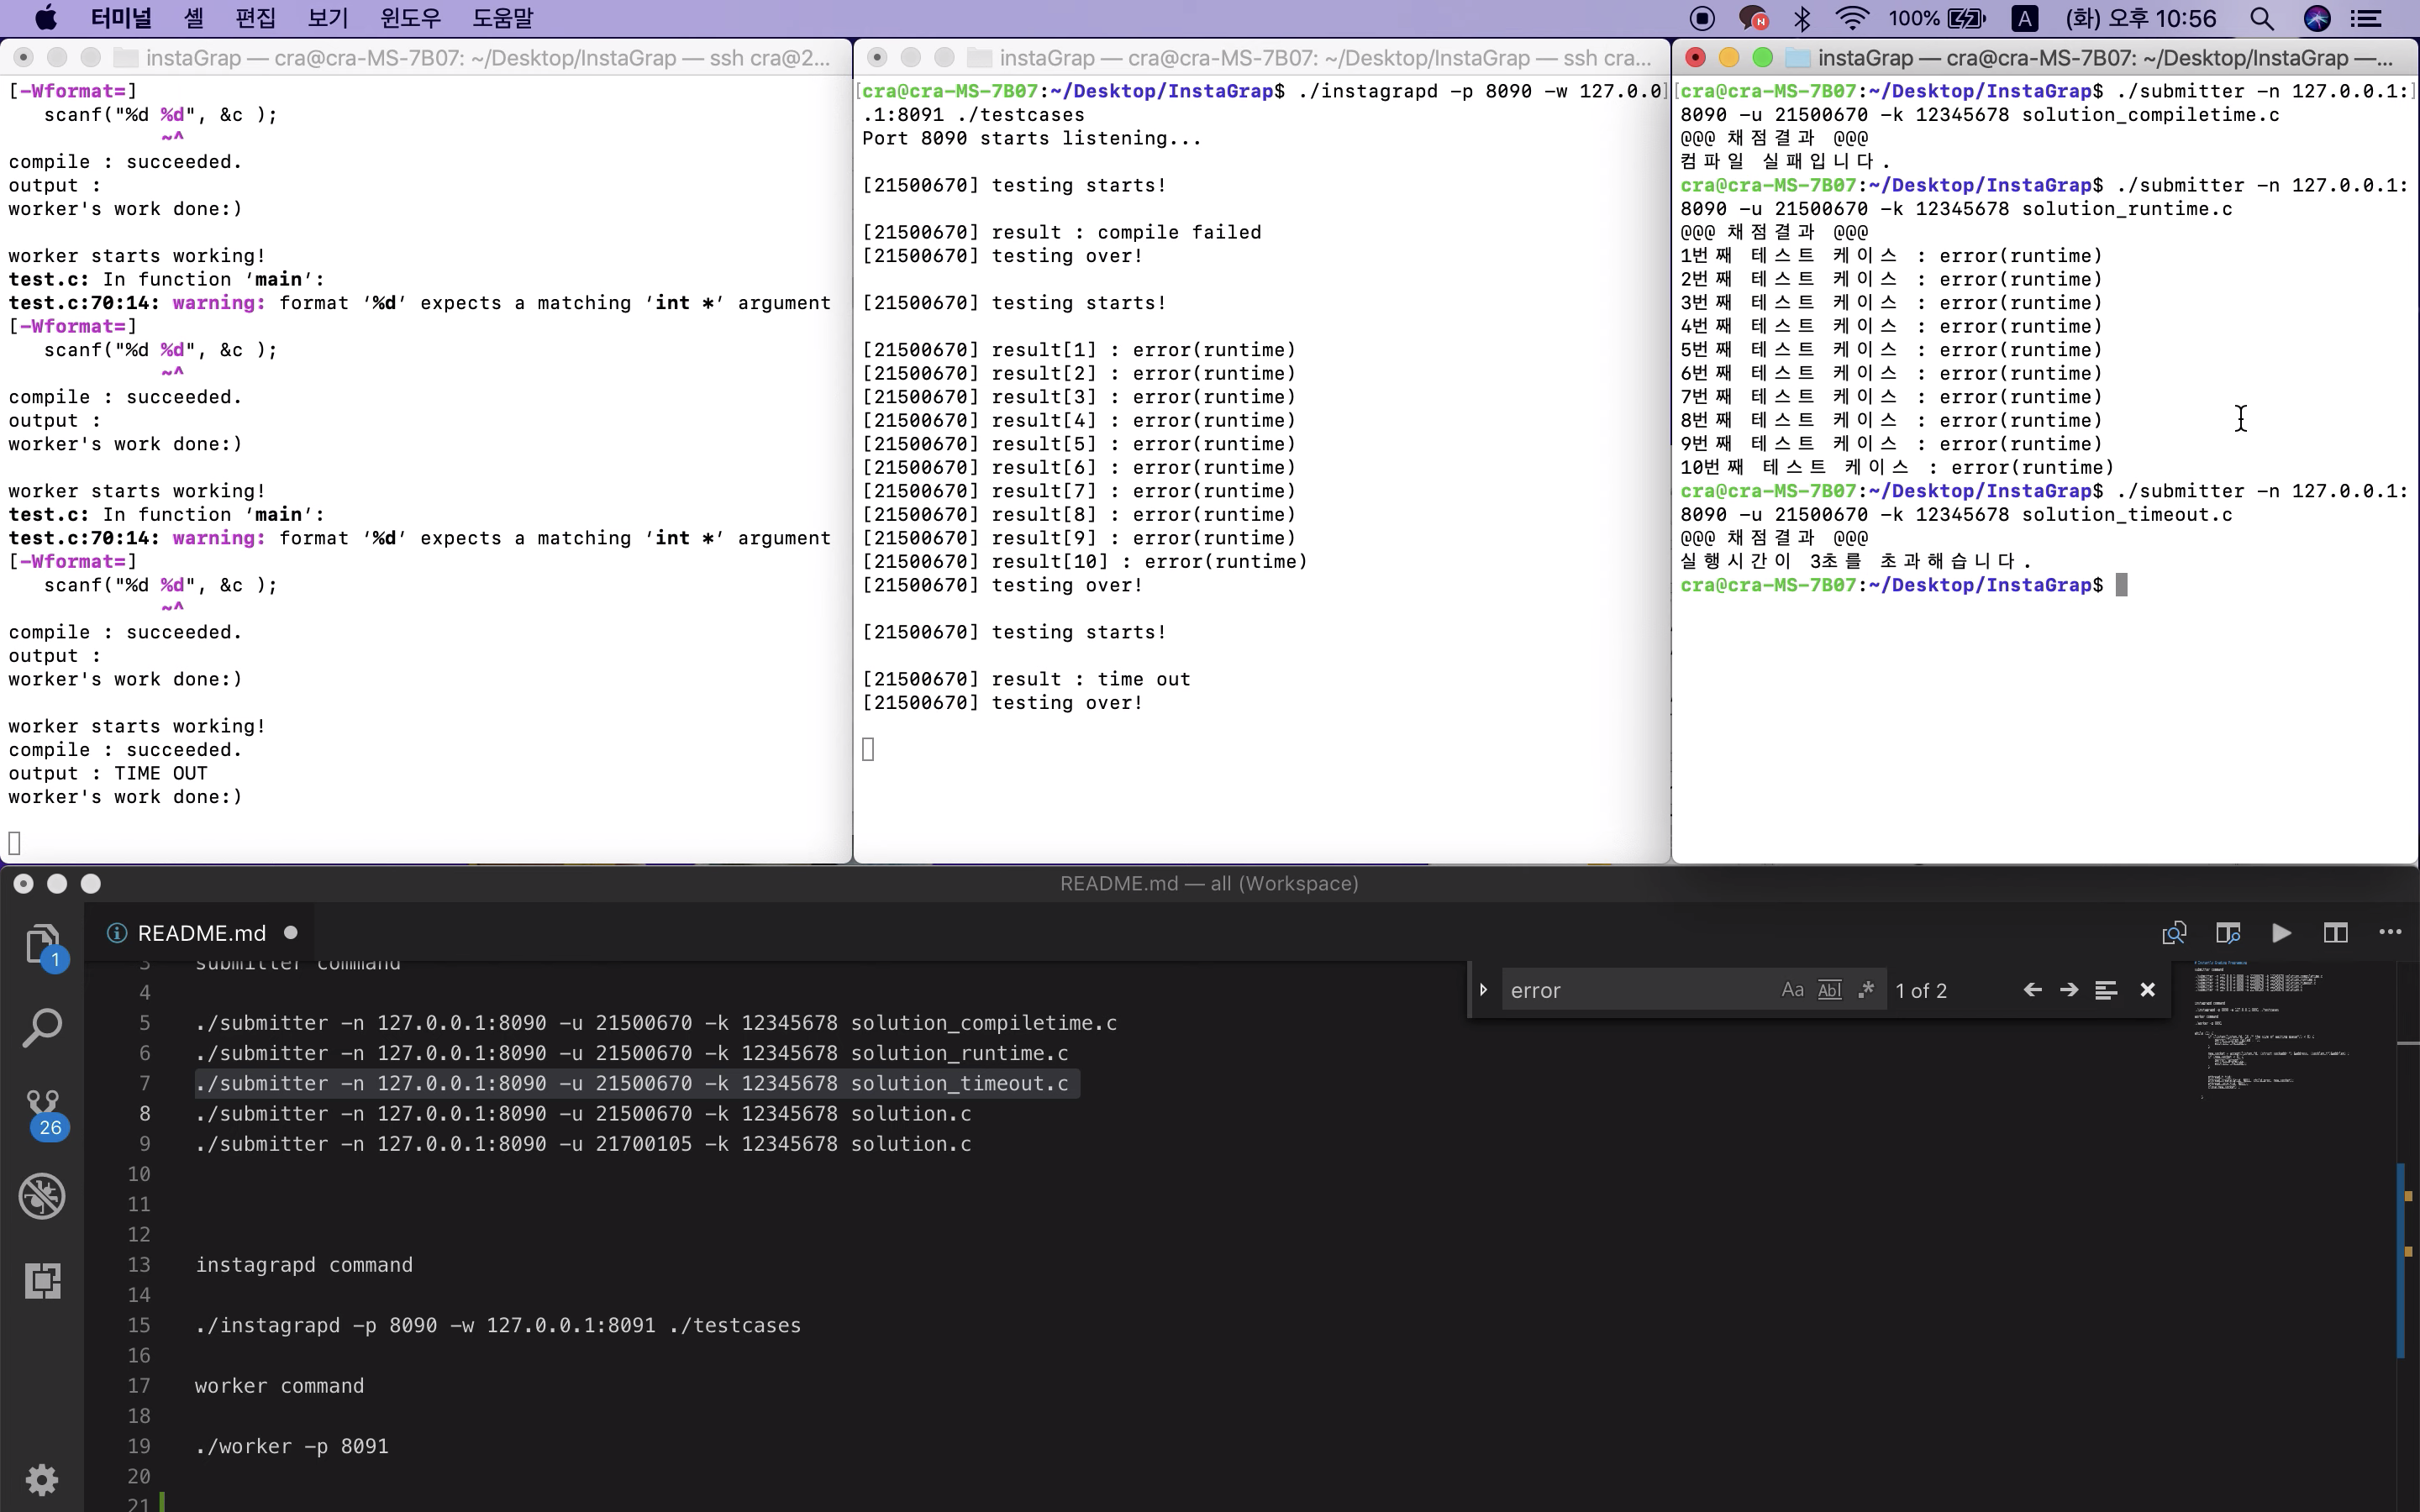 터미널 셸 편집 보기 윈도우 도움말 100% A (화) 오후 10:56
instaGrap — cra@cra-MS-7B07: ~/Desktop/InstaGrap — ssh cra@2...
[-Wformat=]
scanf("%d %d", &c );
~^
compile : succeeded.
output :
worker's work done:)
worker starts working!
test.c: In function ‘main’:
test.c:70:14: warning: format ‘%d’ expects a matching ‘int *’ argument
[-Wformat=]
scanf("%d %d", &c );
~^
compile : succeeded.
output :
worker's work done:)
worker starts working!
test.c: In function ‘main’:
test.c:70:14: warning: format ‘%d’ expects a matching ‘int *’ argument
[-Wformat=]
scanf("%d %d", &c );
~^
compile : succeeded.
output :
worker's work done:)
worker starts working!
compile : succeeded.
output : TIME OUT
worker's work done:)
instaGrap — cra@cra-MS-7B07: ~/Desktop/InstaGrap — ssh cra...
[cra@cra-MS-7B07:~/Desktop/InstaGrap$ ./instagrapd -p 8090 -w 127.0.0]
.1:8091 ./testcases
Port 8090 starts listening...
[21500670] testing starts!
[21500670] result : compile failed
[21500670] testing over!
[21500670] testing starts!
[21500670] result[1] : error(runtime)
[21500670] result[2] : error(runtime)
[21500670] result[3] : error(runtime)
[21500670] result[4] : error(runtime)
[21500670] result[5] : error(runtime)
[21500670] result[6] : error(runtime)
[21500670] result[7] : error(runtime)
[21500670] result[8] : error(runtime)
[21500670] result[9] : error(runtime)
[21500670] result[10] : error(runtime)
[21500670] testing over!
[21500670] testing starts!
[21500670] result : time out
[21500670] testing over!
instaGrap — cra@cra-MS-7B07: ~/Desktop/InstaGrap —...
[cra@cra-MS-7B07:~/Desktop/InstaGrap$ ./submitter -n 127.0.0.1:]
8090 -u 21500670 -k 12345678 solution_compiletime.c
@@@ 채점결과 @@@
컴파일 실패입니다.
cra@cra-MS-7B07:~/Desktop/InstaGrap$ ./submitter -n 127.0.0.1:
8090 -u 21500670 -k 12345678 solution_runtime.c
@@@ 채점결과 @@@
1번째 테스트 케이스 : error(runtime)
2번째 테스트 케이스 : error(runtime)
3번째 테스트 케이스 : error(runtime)
4번째 테스트 케이스 : error(runtime)
5번째 테스트 케이스 : error(runtime)
6번째 테스트 케이스 : error(runtime)
7번째 테스트 케이스 : error(runtime)
8번째 테스트 케이스 : error(runtime)
9번째 테스트 케이스 : error(runtime)
10번째 테스트 케이스 : error(runtime)
cra@cra-MS-7B07:~/Desktop/InstaGrap$ ./submitter -n 127.0.0.1:
8090 -u 21500670 -k 12345678 solution_timeout.c
@@@ 채점결과 @@@
실행시간이 3초를 초과해습니다.
cra@cra-MS-7B07:~/Desktop/InstaGrap$
README.md — all (Workspace)
README.md
error Aa Abl .* 1 of 2
1
26
3 submitter command
4
5 ./submitter -n 127.0.0.1:8090 -u 21500670 -k 12345678 solution_compiletime.c
6 ./submitter -n 127.0.0.1:8090 -u 21500670 -k 12345678 solution_runtime.c
7 ./submitter -n 127.0.0.1:8090 -u 21500670 -k 12345678 solution_timeout.c
8 ./submitter -n 127.0.0.1:8090 -u 21500670 -k 12345678 solution.c
9 ./submitter -n 127.0.0.1:8090 -u 21700105 -k 12345678 solution.c
10
11
12
13 instagrapd command
14
15 ./instagrapd -p 8090 -w 127.0.0.1:8091 ./testcases
16
17 worker command
18
19 ./worker -p 8091
20
21